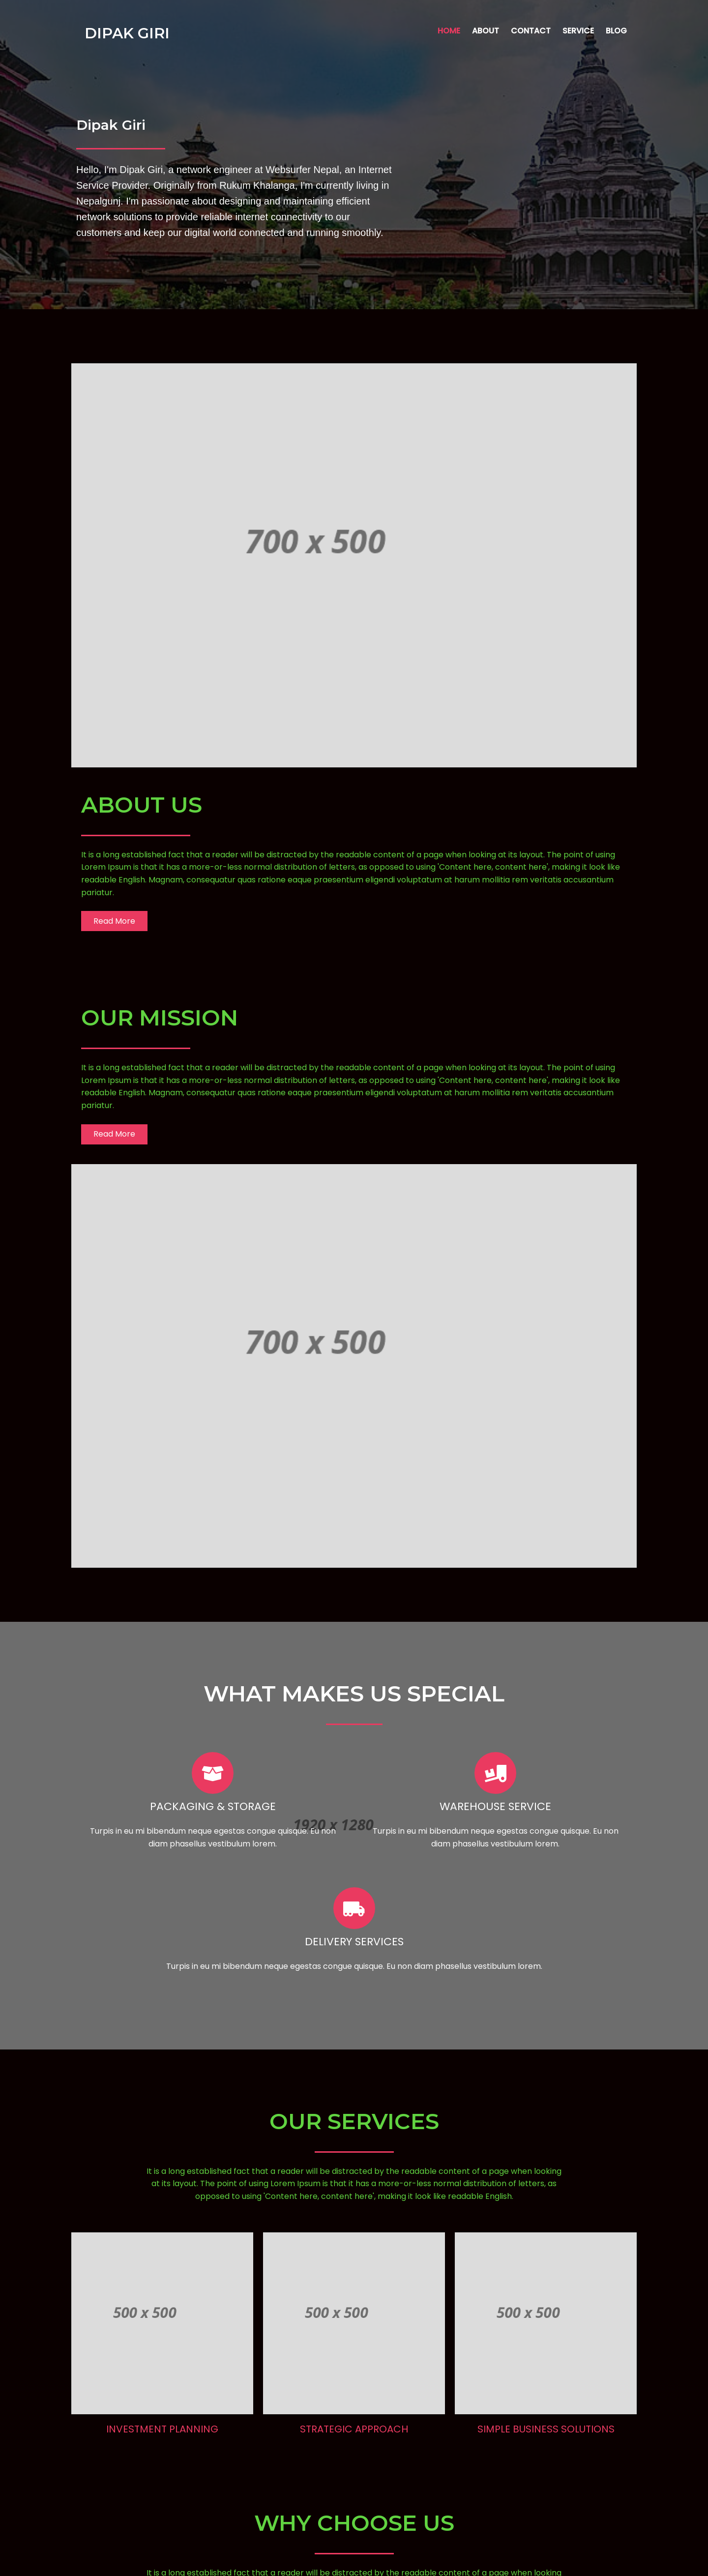 DIPAK GIRI
HOME ABOUT CONTACT SERVICE BLOG
Dipak Giri
Hello, I'm Dipak Giri, a network engineer at Websurfer Nepal, an Internet
Service Provider. Originally from Rukum Khalanga, I'm currently living in
Nepalgunj. I'm passionate about designing and maintaining efficient
network solutions to provide reliable internet connectivity to our
customers and keep our digital world connected and running smoothly.
700 x 500
ABOUT US
It is a long established fact that a reader will be distracted by the readable content of a page when looking at its layout. The point of using
Lorem Ipsum is that it has a more-or-less normal distribution of letters, as opposed to using 'Content here, content here', making it look like
readable English. Magnam, consequatur quas ratione eaque praesentium eligendi voluptatum at harum mollitia rem veritatis accusantium
pariatur.
Read More
OUR MISSION
It is a long established fact that a reader will be distracted by the readable content of a page when looking at its layout. The point of using
Lorem Ipsum is that it has a more-or-less normal distribution of letters, as opposed to using 'Content here, content here', making it look like
readable English. Magnam, consequatur quas ratione eaque praesentium eligendi voluptatum at harum mollitia rem veritatis accusantium
pariatur.
Read More
700 x 500
WHAT MAKES US SPECIAL
PACKAGING & STORAGE
Turpis in eu mi bibendum neque egestas congue quisque. Eu non
diam phasellus vestibulum lorem.
WAREHOUSE SERVICE
Turpis in eu mi bibendum neque egestas congue quisque. Eu non
diam phasellus vestibulum lorem.
1920 x 1280
DELIVERY SERVICES
Turpis in eu mi bibendum neque egestas congue quisque. Eu non diam phasellus vestibulum lorem.
OUR SERVICES
It is a long established fact that a reader will be distracted by the readable content of a page when looking
at its layout. The point of using Lorem Ipsum is that it has a more-or-less normal distribution of letters, as
opposed to using 'Content here, content here', making it look like readable English.
500 x 500
500 x 500
500 x 500
INVESTMENT PLANNING
STRATEGIC APPROACH
SIMPLE BUSINESS SOLUTIONS
WHY CHOOSE US
It is a long established fact that a reader will be distracted by the readable content of a page when looking